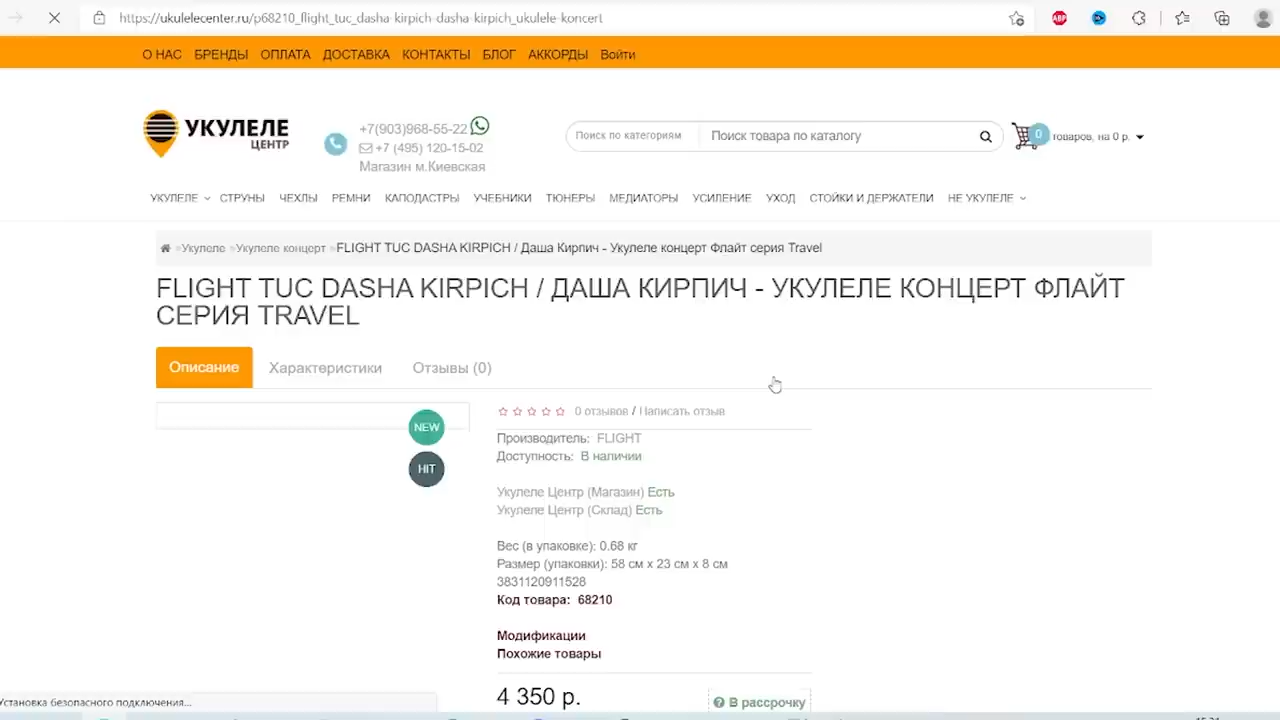 https://ukulelecenter.ru/p68210_flight_tuc_dasha-kirpich-dasha-kirpich_ukulele-koncert
ABP
О НАС БРЕНДЫ ОПЛАТА ДОСТАВКА КОНТАКТЫ БЛОГ АККОРДЫ Войти
УКУЛЕЛЕ
ЦЕНТР
+7(903)968-55-22
+7 (495) 120-15-02
Магазин м.Киевская
Поиск по категориям Поиск товара по каталогу
0 товаров, на 0 р.
УКУЛЕЛЕ СТРУНЫ ЧЕХЛЫ РЕМНИ КАПОДАСТРЫ УЧЕБНИКИ ТЮНЕРЫ МЕДИАТОРЫ УСИЛЕНИЕ УХОД СТОЙКИ И ДЕРЖАТЕЛИ НЕ УКУЛЕЛЕ
»Укулеле »Укулеле концерт »FLIGHT TUC DASHA KIRPICH / Даша Кирпич - Укулеле концерт Флайт серия Travel
FLIGHT TUC DASHA KIRPICH / ДАША КИРПИЧ - УКУЛЕЛЕ КОНЦЕРТ ФЛАЙТ
СЕРИЯ TRAVEL
Описание Характеристики Отзывы (0)
NEW
HIT
0 отзывов / Написать отзыв
Производитель: FLIGHT
Доступность: В наличии
Укулеле Центр (Магазин) Есть
Укулеле Центр (Склад) Есть
Вес (в упаковке): 0.68 кг
Размер (упаковки): 58 см x 23 см x 8 см
3831120911528
Код товара: 68210
Модификации
Похожие товары
4 350 р.
? В рассрочку
Установка безопасного подключения...